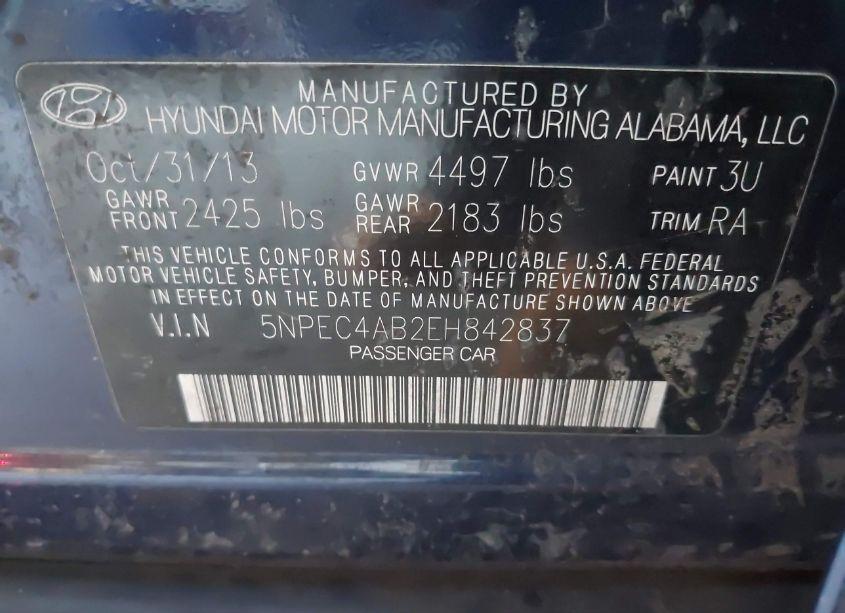 MANUFACTURED BY
HYUNDAI MOTOR MANUFACTURING ALABAMA, LLC
Oct/31/13 GVWR 4497 lbs PAINT 3U
GAWR FRONT 2425 lbs GAWR REAR 2183 lbs TRIM RA
THIS VEHICLE CONFORMS TO ALL APPLICABLE U.S.A. FEDERAL
MOTOR VEHICLE SAFETY, BUMPER, AND THEFT PREVENTION STANDARDS
IN EFFECT ON THE DATE OF MANUFACTURE SHOWN ABOVE
V.I.N 5NPEC4AB2EH842837
PASSENGER CAR